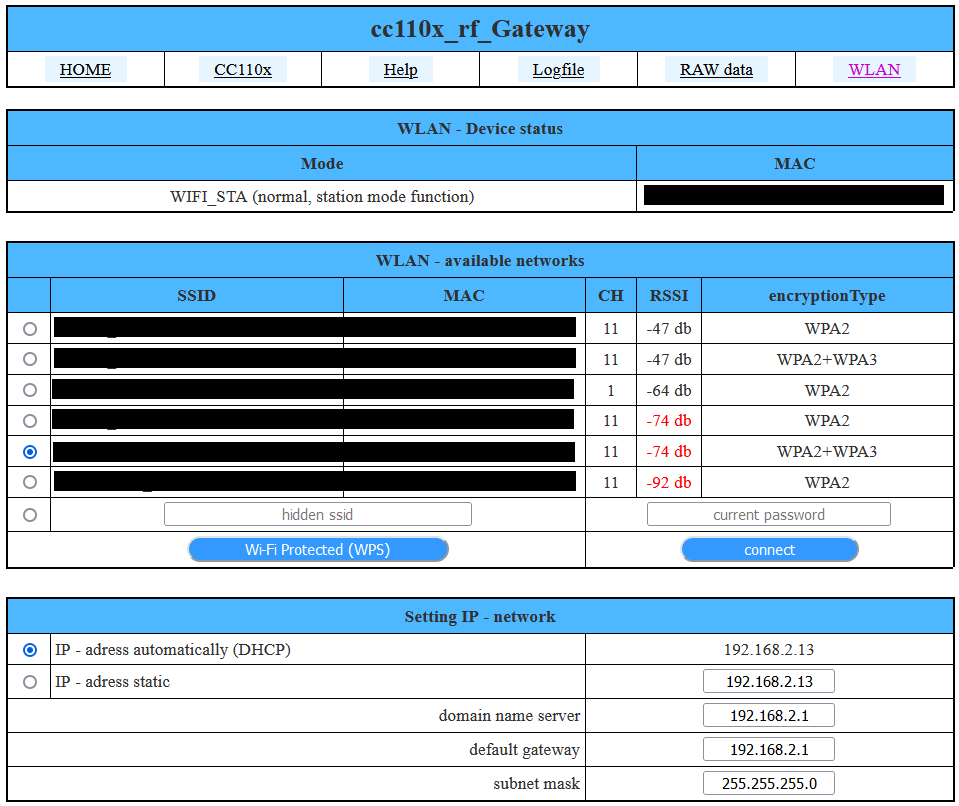 cc110x_rf_Gateway
HOME CC110x Help Logfile RAW data WLAN
WLAN - Device status
Mode MAC
WIFI_STA (normal, station mode function)
WLAN - available networks
SSID MAC CH RSSI encryptionType
11 -47 db WPA2
11 -47 db WPA2+WPA3
1 -64 db WPA2
11 -74 db WPA2
11 -74 db WPA2+WPA3
11 -92 db WPA2
hidden ssid current password
Wi-Fi Protected (WPS) connect
Setting IP - network
IP - adress automatically (DHCP) 192.168.2.13
IP - adress static 192.168.2.13
domain name server 192.168.2.1
default gateway 192.168.2.1
subnet mask 255.255.255.0